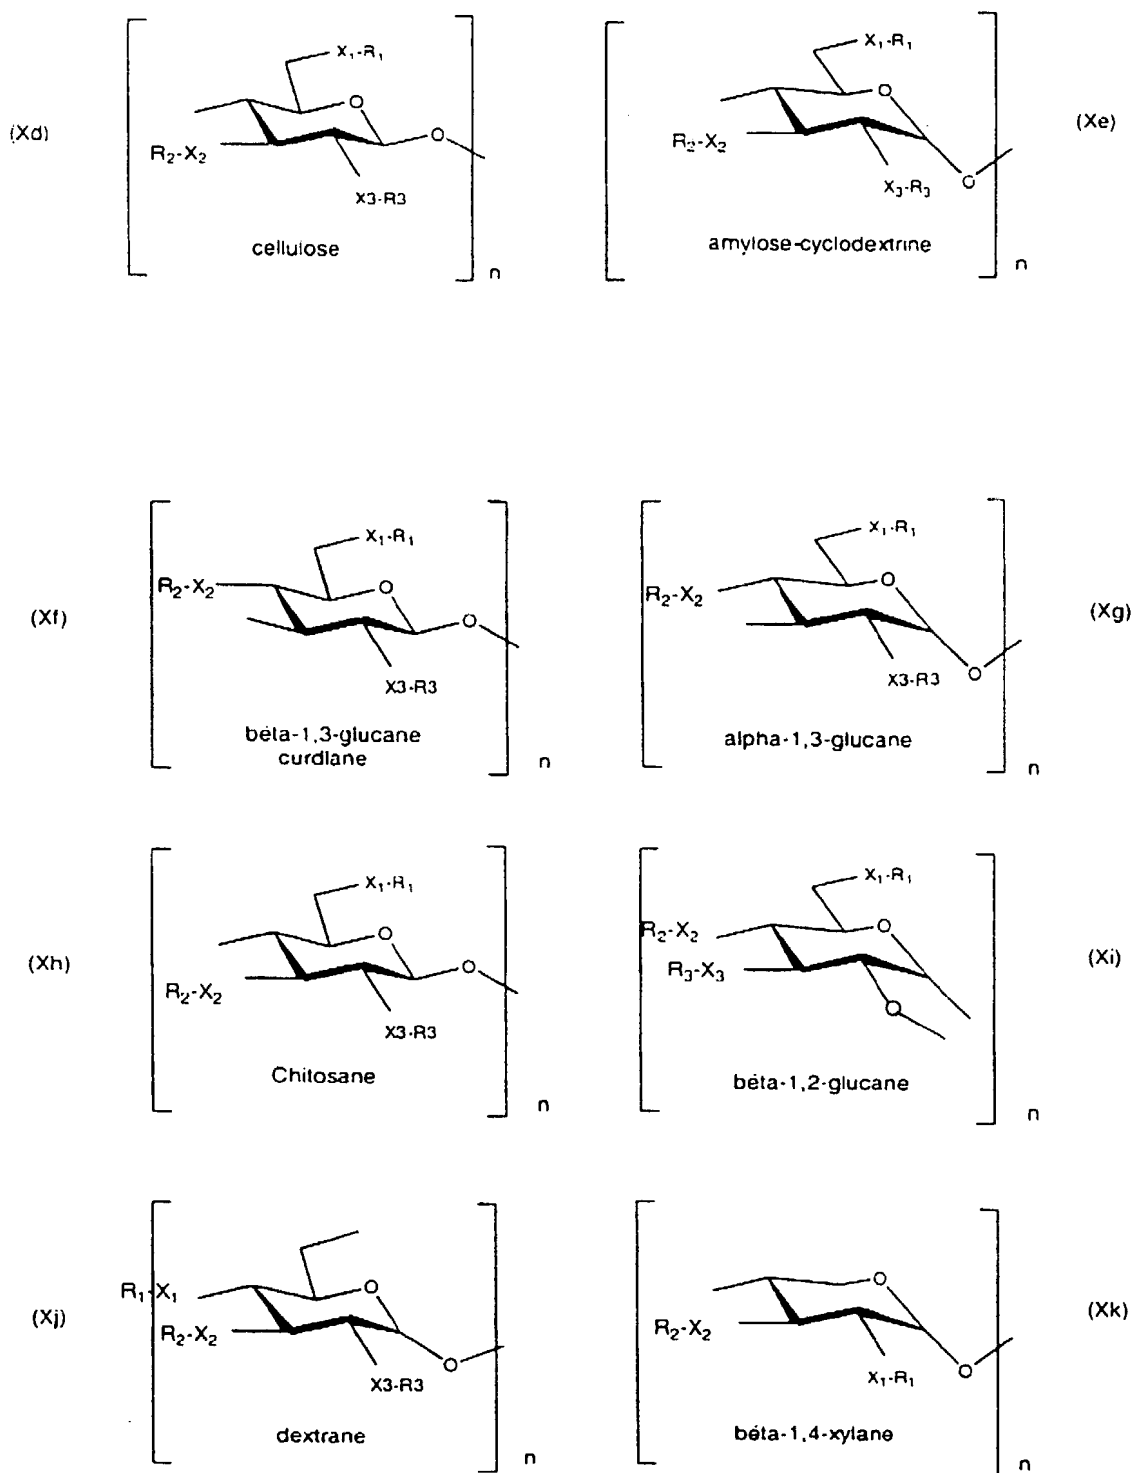 (Xd)
X₁-R₁
O
O
R₂-X₂
X3-R3
cellulose
n
X₁-R₁
O
R₂-X₂
X₃-R₃
O
amylose-cyclodextrine
n
(Xe)
(Xf)
X₁-R₁
R₂-X₂
O
O
X3-R3
béta-1,3-glucane
curdlane
n
X₁-R₁
R₂-X₂
O
X3-R3
O
alpha-1,3-glucane
n
(Xg)
(Xh)
X₁-R₁
O
O
R₂-X₂
X3-R3
Chitosane
n
X₁-R₁
R₂-X₂
O
R₃-X₃
O
béta-1,2-glucane
n
(Xi)
(Xj)
R₁-X₁
O
R₂-X₂
X3-R3
O
dextrane
n
O
R₂-X₂
X₁-R₁
O
béta-1,4-xylane
n
(Xk)